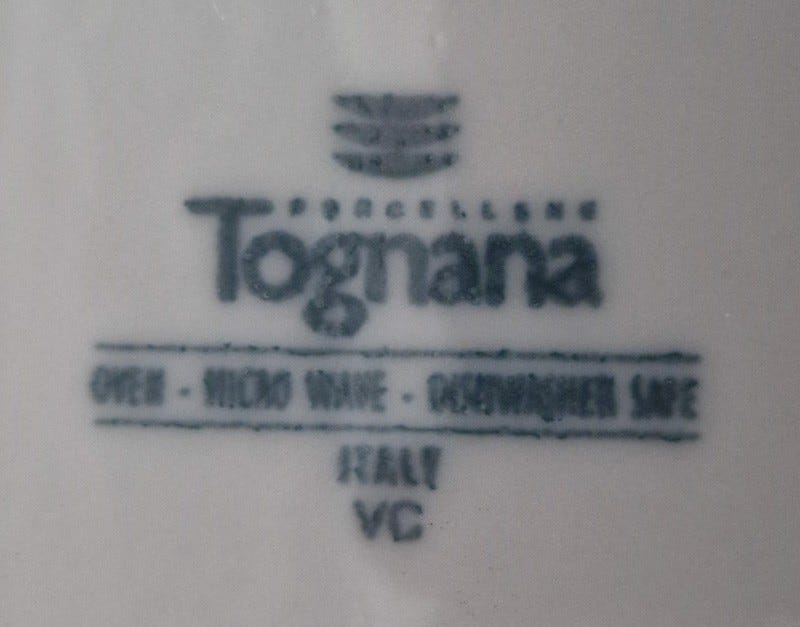 PORCELLANE
Tognana
OVEN - MICRO WAVE - DISHWASHER SAFE
ITALY
VC